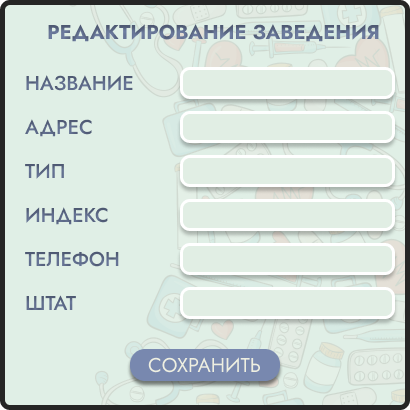 РЕДАКТИРОВАНИЕ ЗАВЕДЕНИЯ
НАЗВАНИЕ
АДРЕС
ТИП
ИНДЕКС
ТЕЛЕФОН
ШТАТ
СОХРАНИТЬ